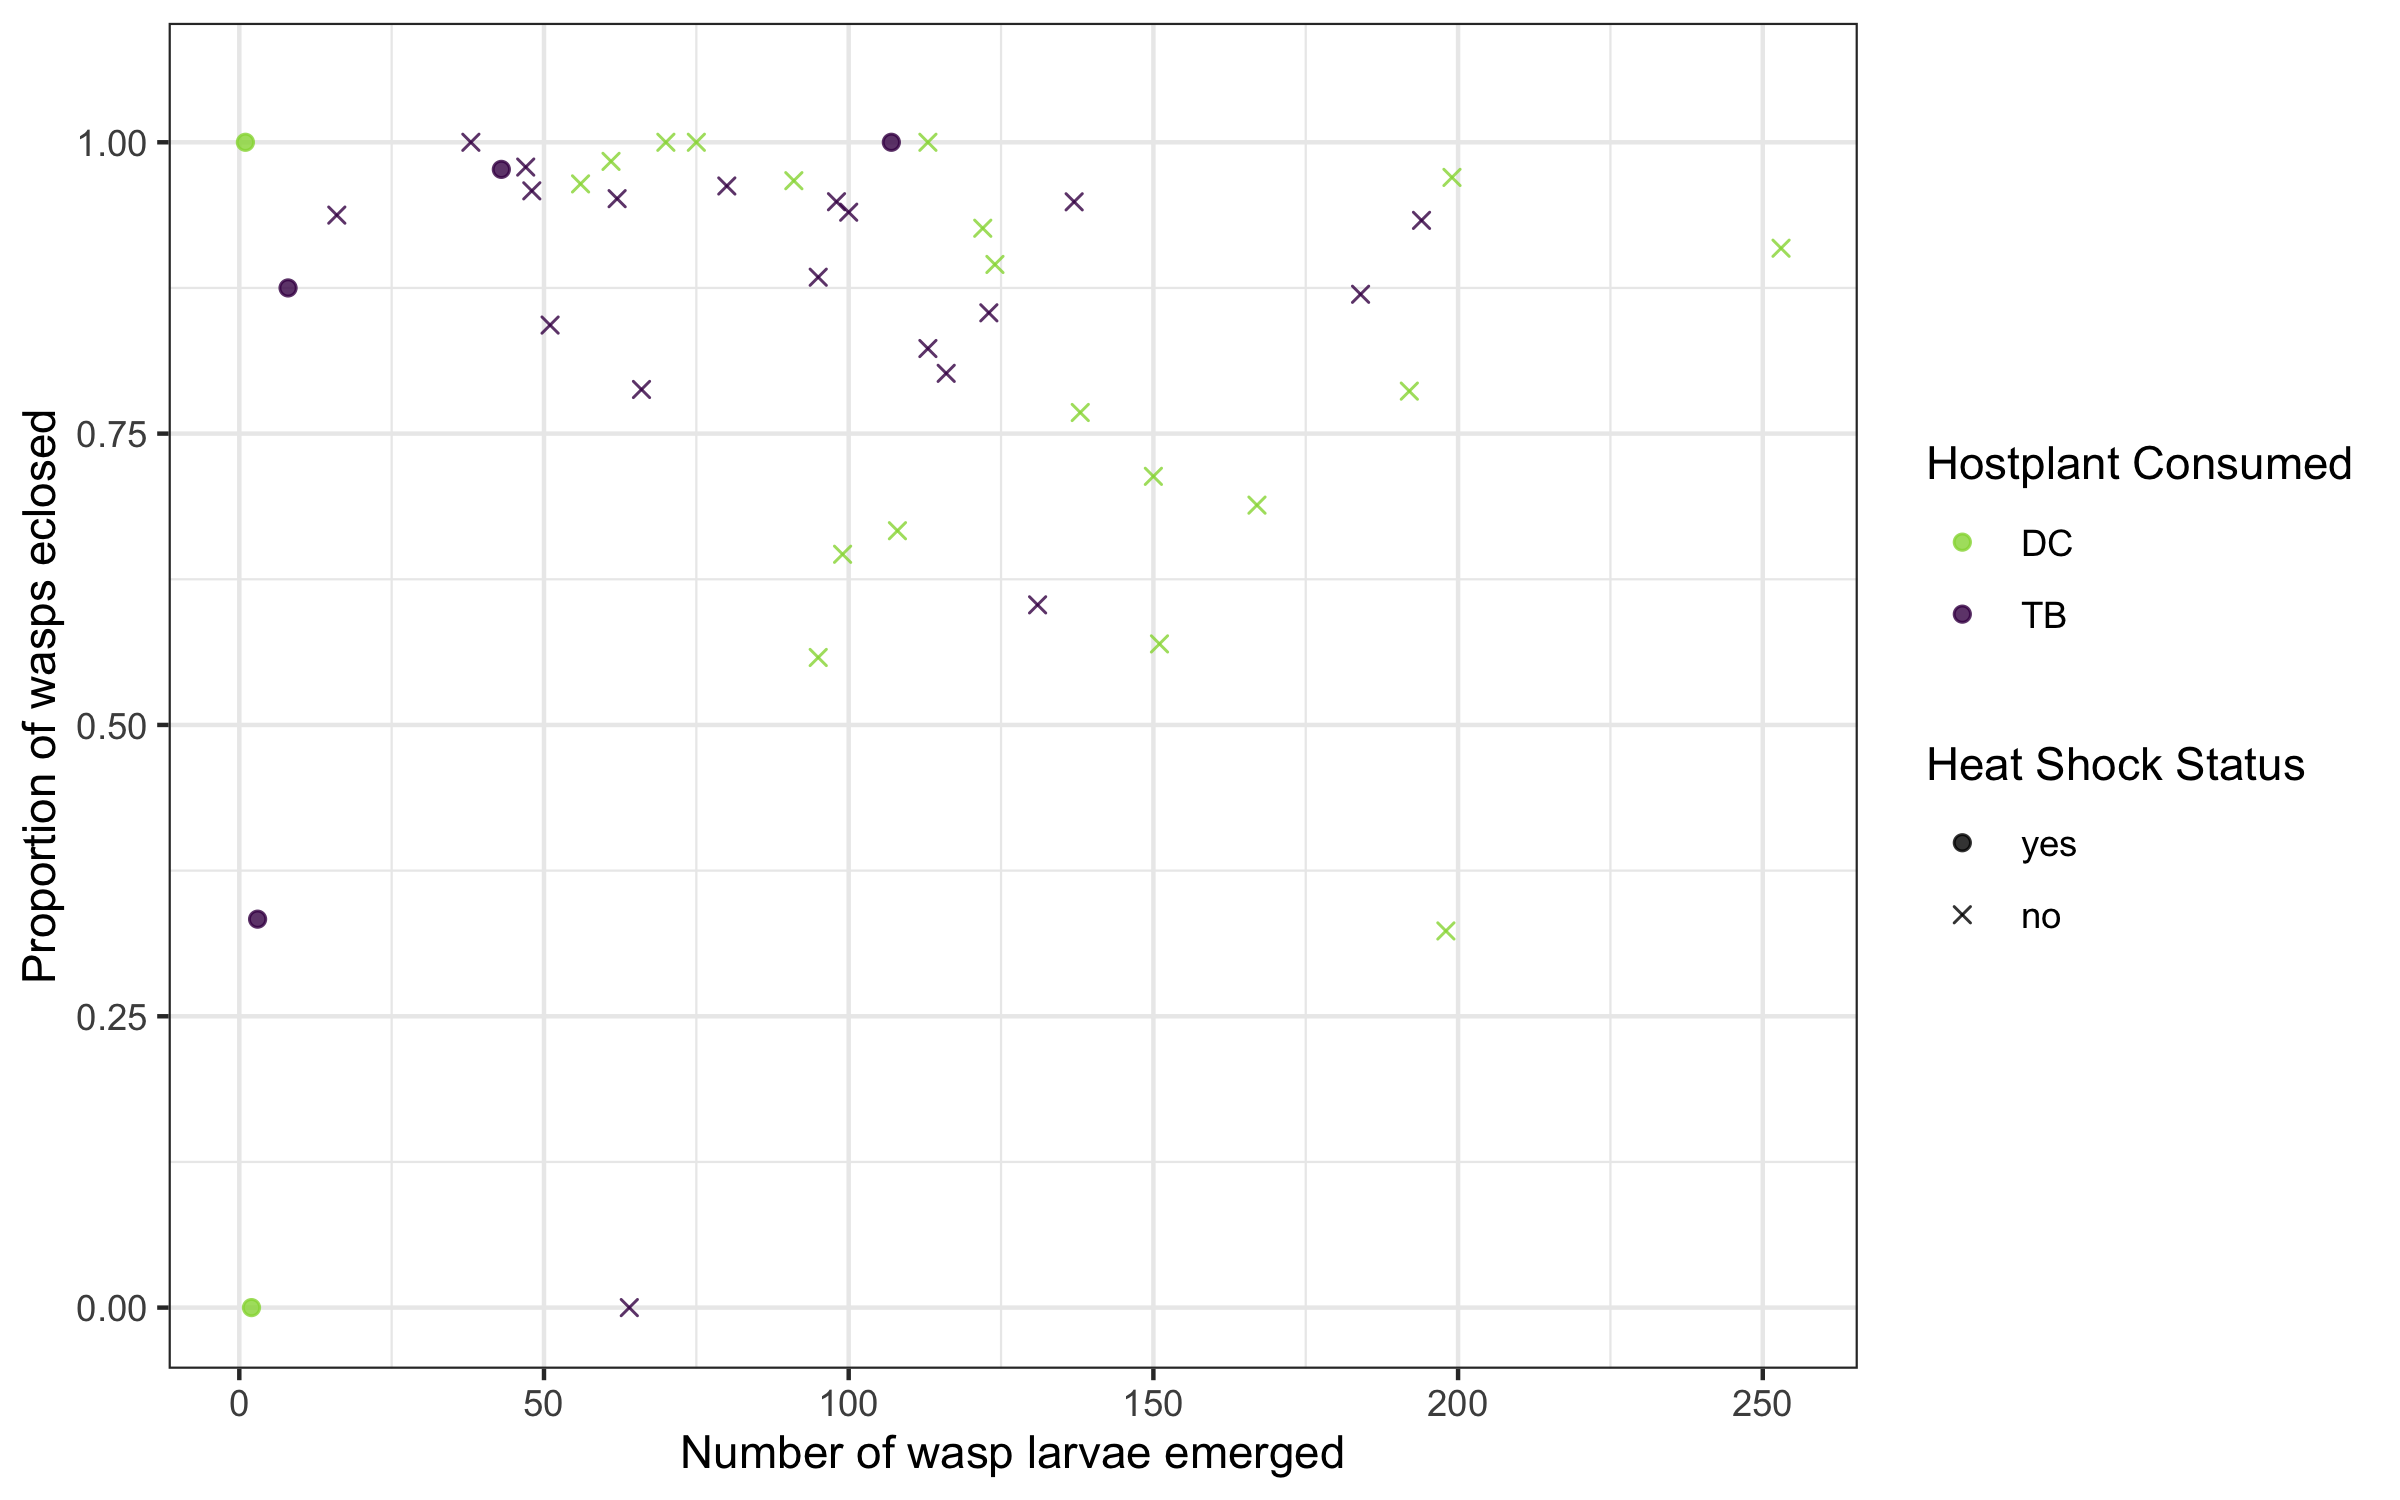 1.00
0.75
0.50
0.25
0.00
Proportion of wasps eclosed
0 50 100 150 200 250
Number of wasp larvae emerged
Hostplant Consumed
DC
TB
Heat Shock Status
yes
no